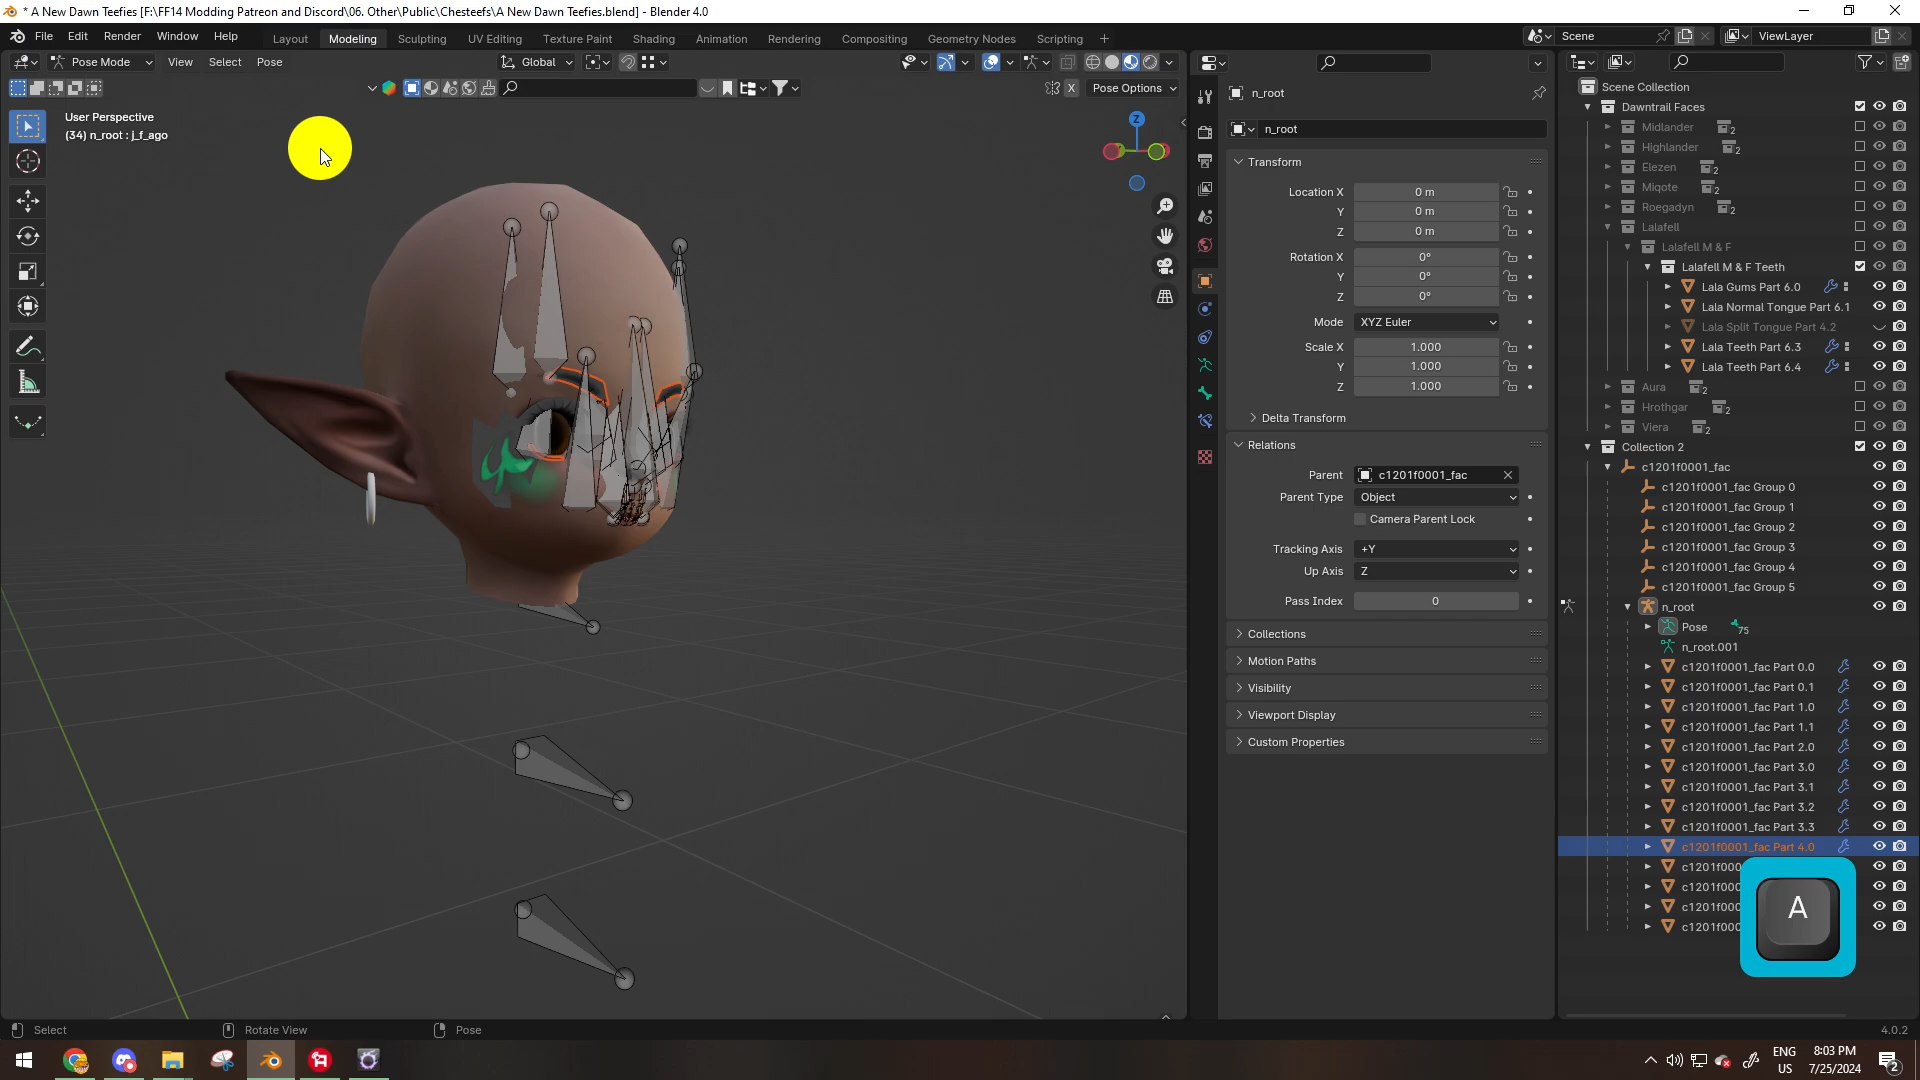 * A New Dawn Teefies [F:\FF14 Modding Patreon and Discord\06. Other\Public\Chesteefs\A New Dawn Teefies.blend] - Blender 4.0
File Edit Render Window Help Layout Modeling Sculpting UV Editing Texture Paint Shading Animation Rendering Compositing Geometry Nodes Scripting + Scene ViewLayer
Pose Mode View Select Pose Global
X Pose Options
User Perspective
(34) n_root : j_f_ago
Z
n_root
n_root
Transform
Location X 0 m
Y 0 m
Z 0 m
Rotation X 0°
Y 0°
Z 0°
Mode XYZ Euler
Scale X 1.000
Y 1.000
Z 1.000
Delta Transform
Relations
Parent c1201f0001_fac
Parent Type Object
Camera Parent Lock
Tracking Axis +Y
Up Axis Z
Pass Index 0
Collections
Motion Paths
Visibility
Viewport Display
Custom Properties
Scene Collection
Dawntrail Faces
Midlander 2
Highlander 2
Elezen 2
Miqote 2
Roegadyn 2
Lalafell
Lalafell M & F
Lalafell M & F Teeth
Lala Gums Part 6.0
Lala Normal Tongue Part 6.1
Lala Split Tongue Part 4.2
Lala Teeth Part 6.3
Lala Teeth Part 6.4
Aura 2
Hrothgar 2
Viera 2
Collection 2
c1201f0001_fac
c1201f0001_fac Group 0
c1201f0001_fac Group 1
c1201f0001_fac Group 2
c1201f0001_fac Group 3
c1201f0001_fac Group 4
c1201f0001_fac Group 5
n_root
Pose 75
n_root.001
c1201f0001_fac Part 0.0
c1201f0001_fac Part 0.1
c1201f0001_fac Part 1.0
c1201f0001_fac Part 1.1
c1201f0001_fac Part 2.0
c1201f0001_fac Part 3.0
c1201f0001_fac Part 3.1
c1201f0001_fac Part 3.2
c1201f0001_fac Part 3.3
c1201f0001_fac Part 4.0
c1201f000
c1201f000
c1201f000
c1201f000
A
Select Rotate View Pose 4.0.2
ENG
US
8:03 PM
7/25/2024
2